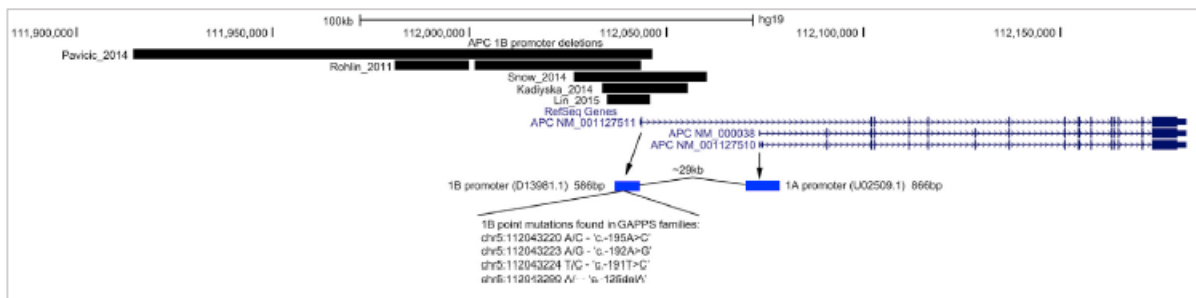 100kb hg19
111,900,000 111,950,000 112,000,000 112,050,000 112,100,000 112,150,000
APC 1B promoter deletions
Pavicic_2014
Rohlin_2011
Snow_2014
Kadiyska_2014
Lin_2015
RefSeq Genes
APC NM_001127511
APC NM_000038
APC NM_001127510
~29kb
1B promoter (D13981.1) 586bp 1A promoter (U02509.1) 866bp
1B point mutations found in GAPPS families:
chr5:112043220 A/C - 'c.-195A>C'
chr5:112043223 A/G - 'c.-192A>G'
chr5:112043224 T/C - 'c.-191T>C'